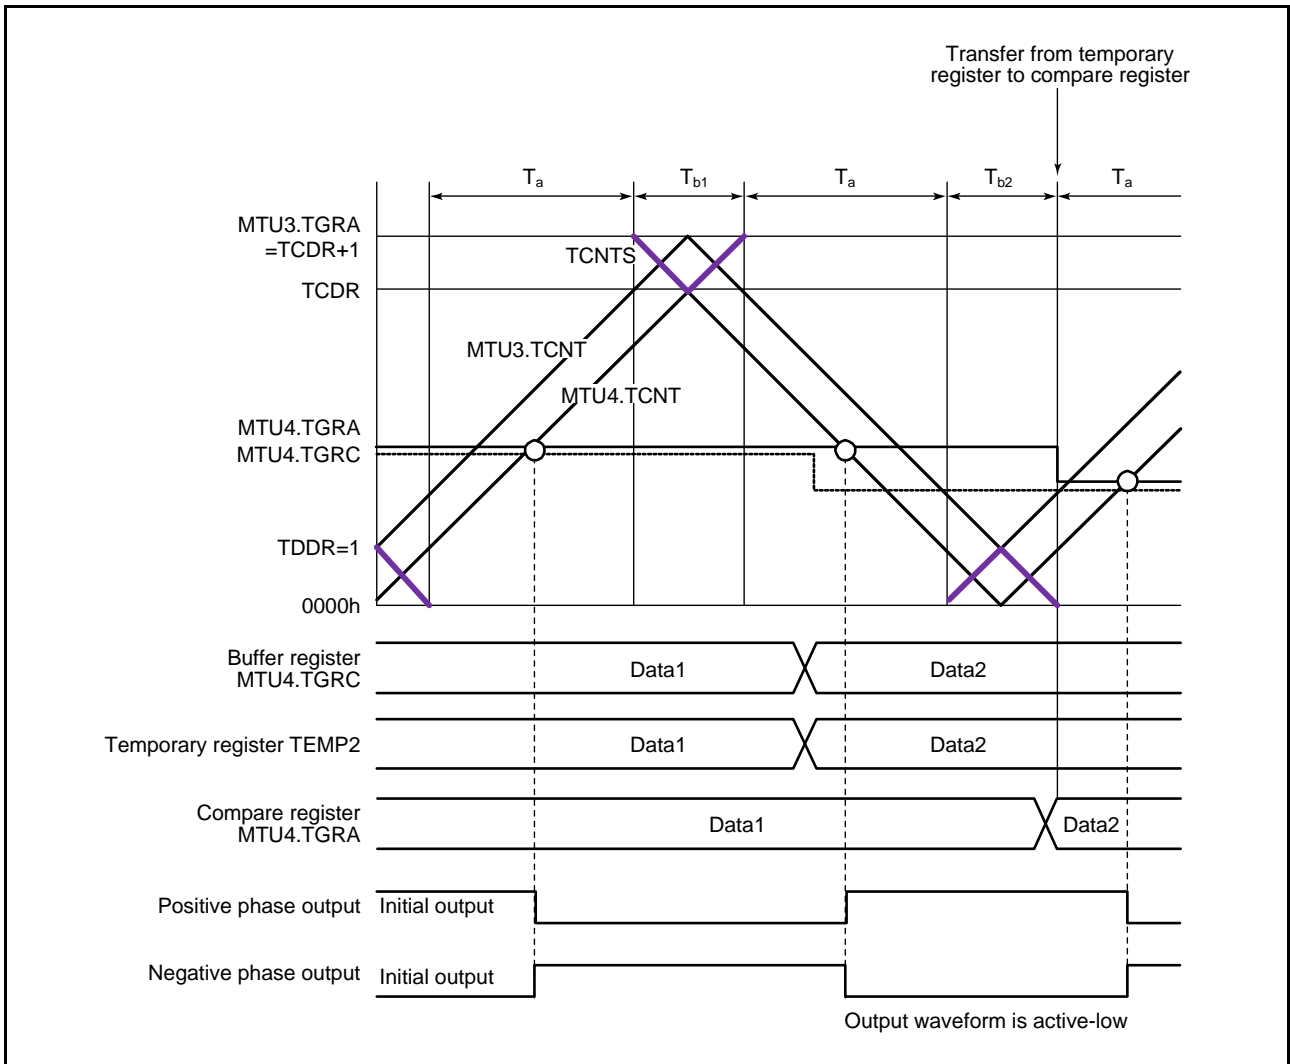 Transfer from temporary
register to compare register
Ta
Tb1
Ta
Tb2
Ta
MTU3.TGRA
=TCDR+1
TCNTS
TCDR
MTU3.TCNT
MTU4.TCNT
MTU4.TGRA
MTU4.TGRC
TDDR=1
0000h
Buffer register
MTU4.TGRC
Data1
Data2
Temporary register TEMP2
Data1
Data2
Compare register
MTU4.TGRA
Data1
Data2
Positive phase output
Initial output
Negative phase output
Initial output
Output waveform is active-low